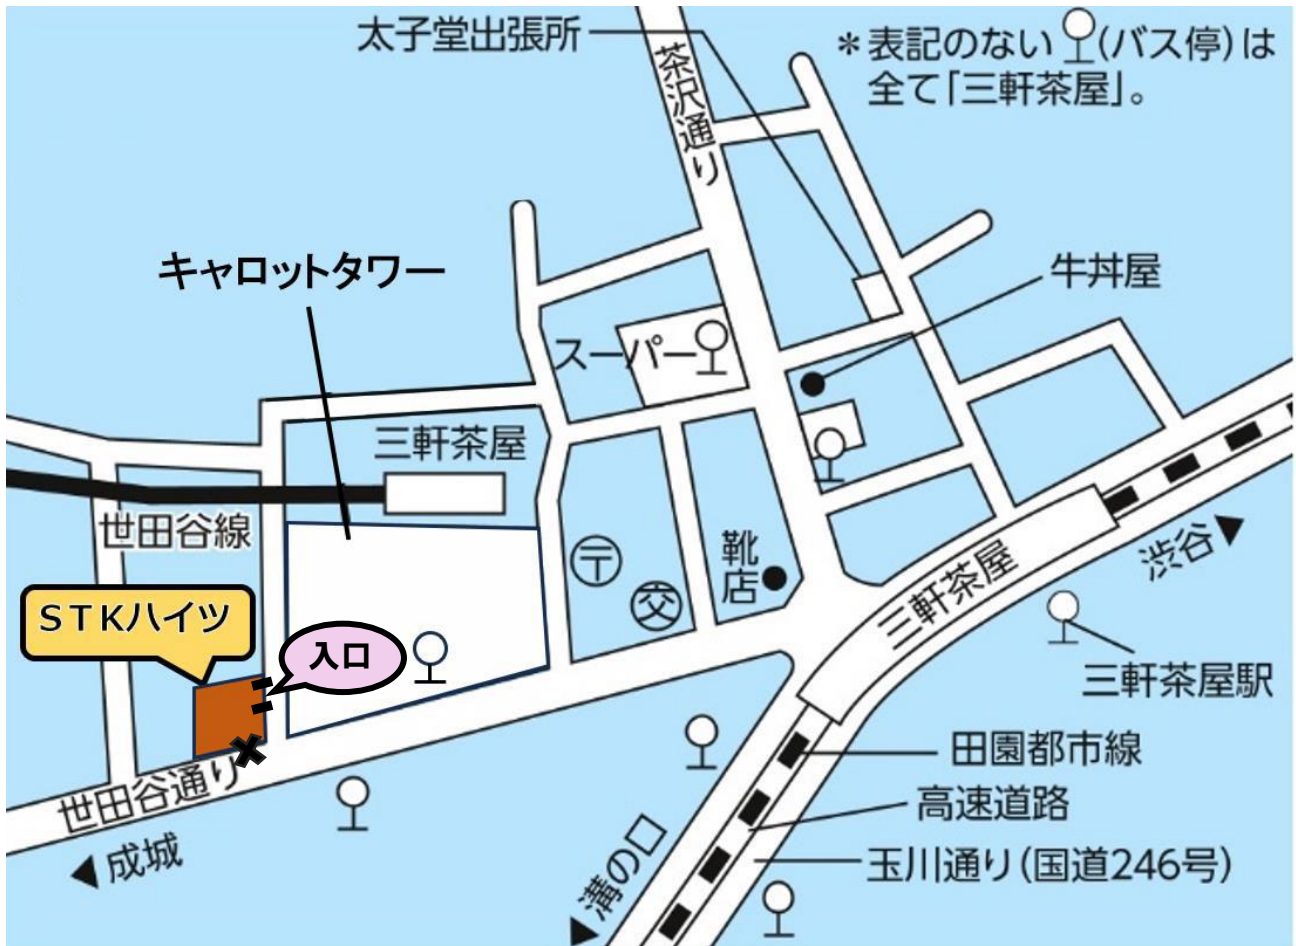 太子堂出張所
茶沢通り
＊表記のない (バス停)は
全て「三軒茶屋」。
キャロットタワー
牛丼屋
スーパー
三軒茶屋
世田谷線
〒
交
靴店
三軒茶屋
渋谷▶
STKハイツ
入口
三軒茶屋駅
世田谷通り
田園都市線
高速道路
玉川通り(国道246号)
◀成城
◀溝の口